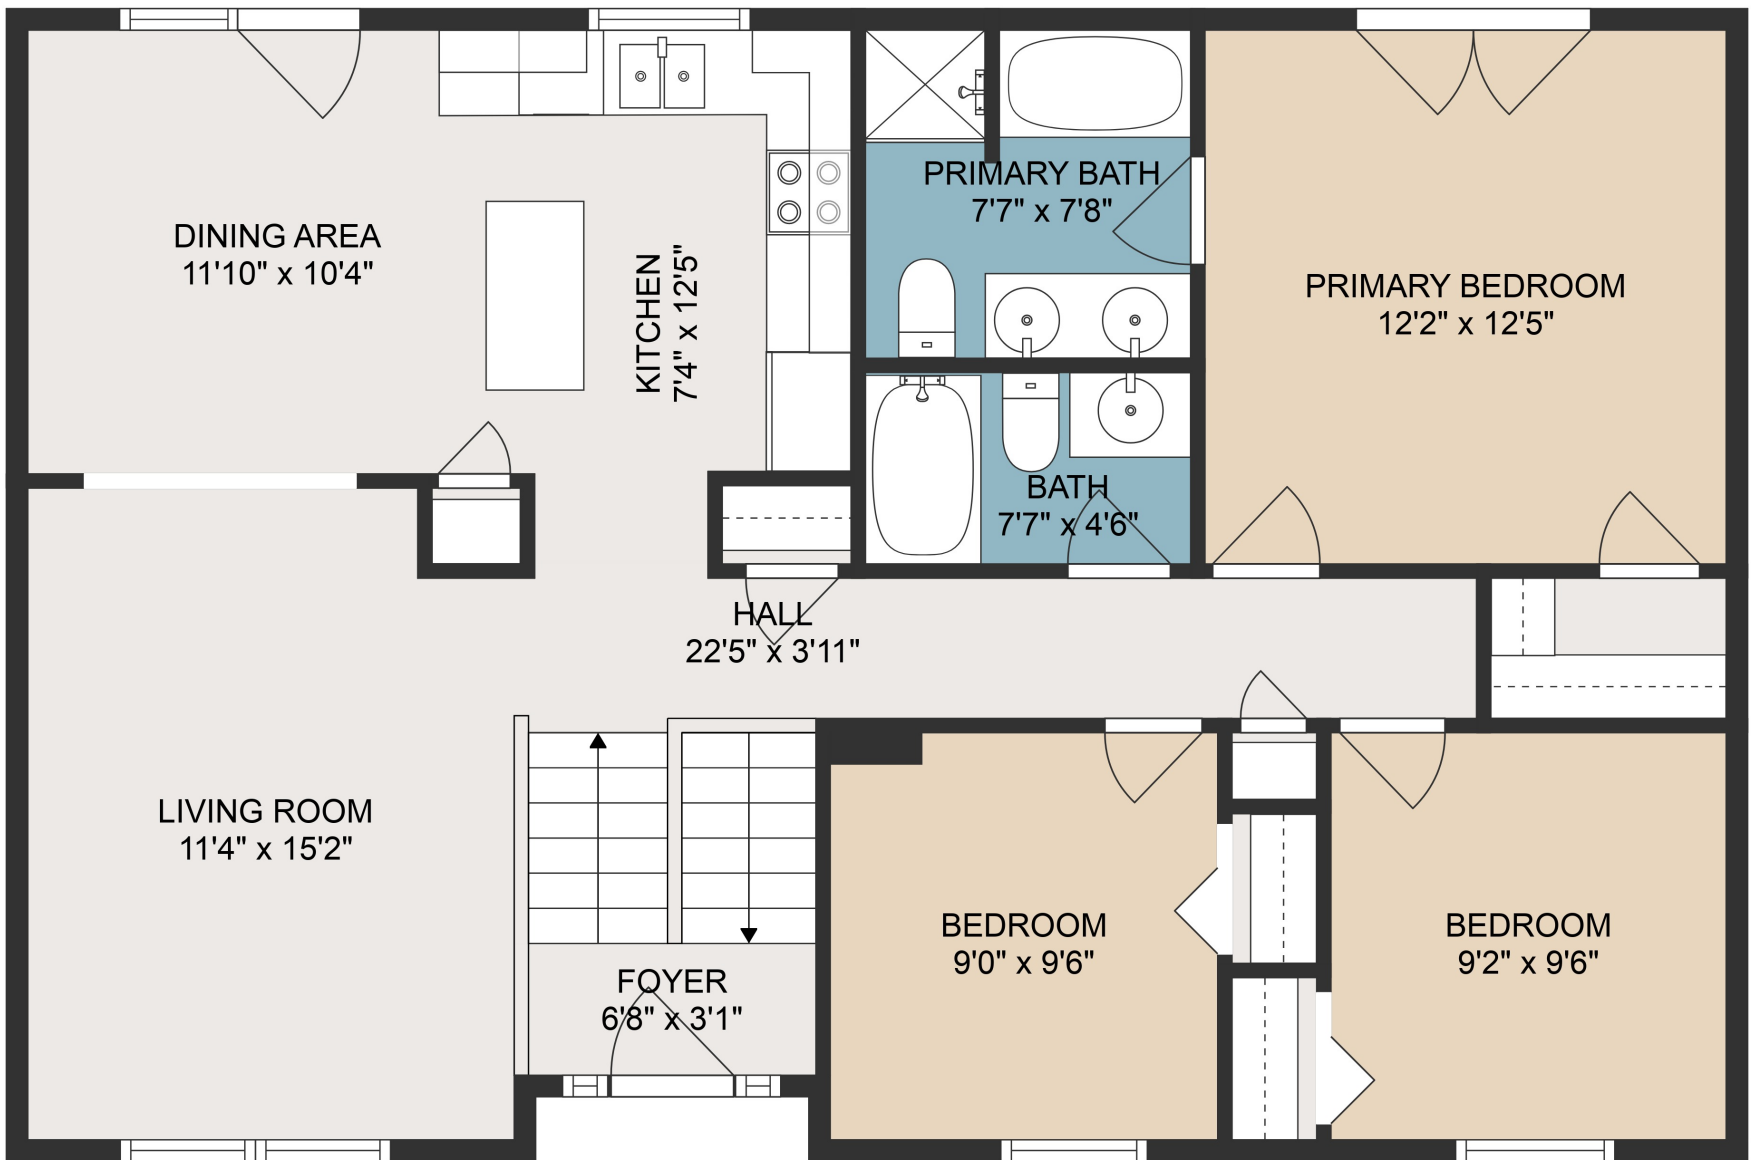 DINING AREA
11'10" x 10'4"
KITCHEN
7'4" x 12'5"
PRIMARY BATH
7'7" x 7'8"
PRIMARY BEDROOM
12'2" x 12'5"
BATH
7'7" x 4'6"
HALL
22'5" x 3'11"
LIVING ROOM
11'4" x 15'2"
FOYER
6'8" x 3'1"
BEDROOM
9'0" x 9'6"
BEDROOM
9'2" x 9'6"